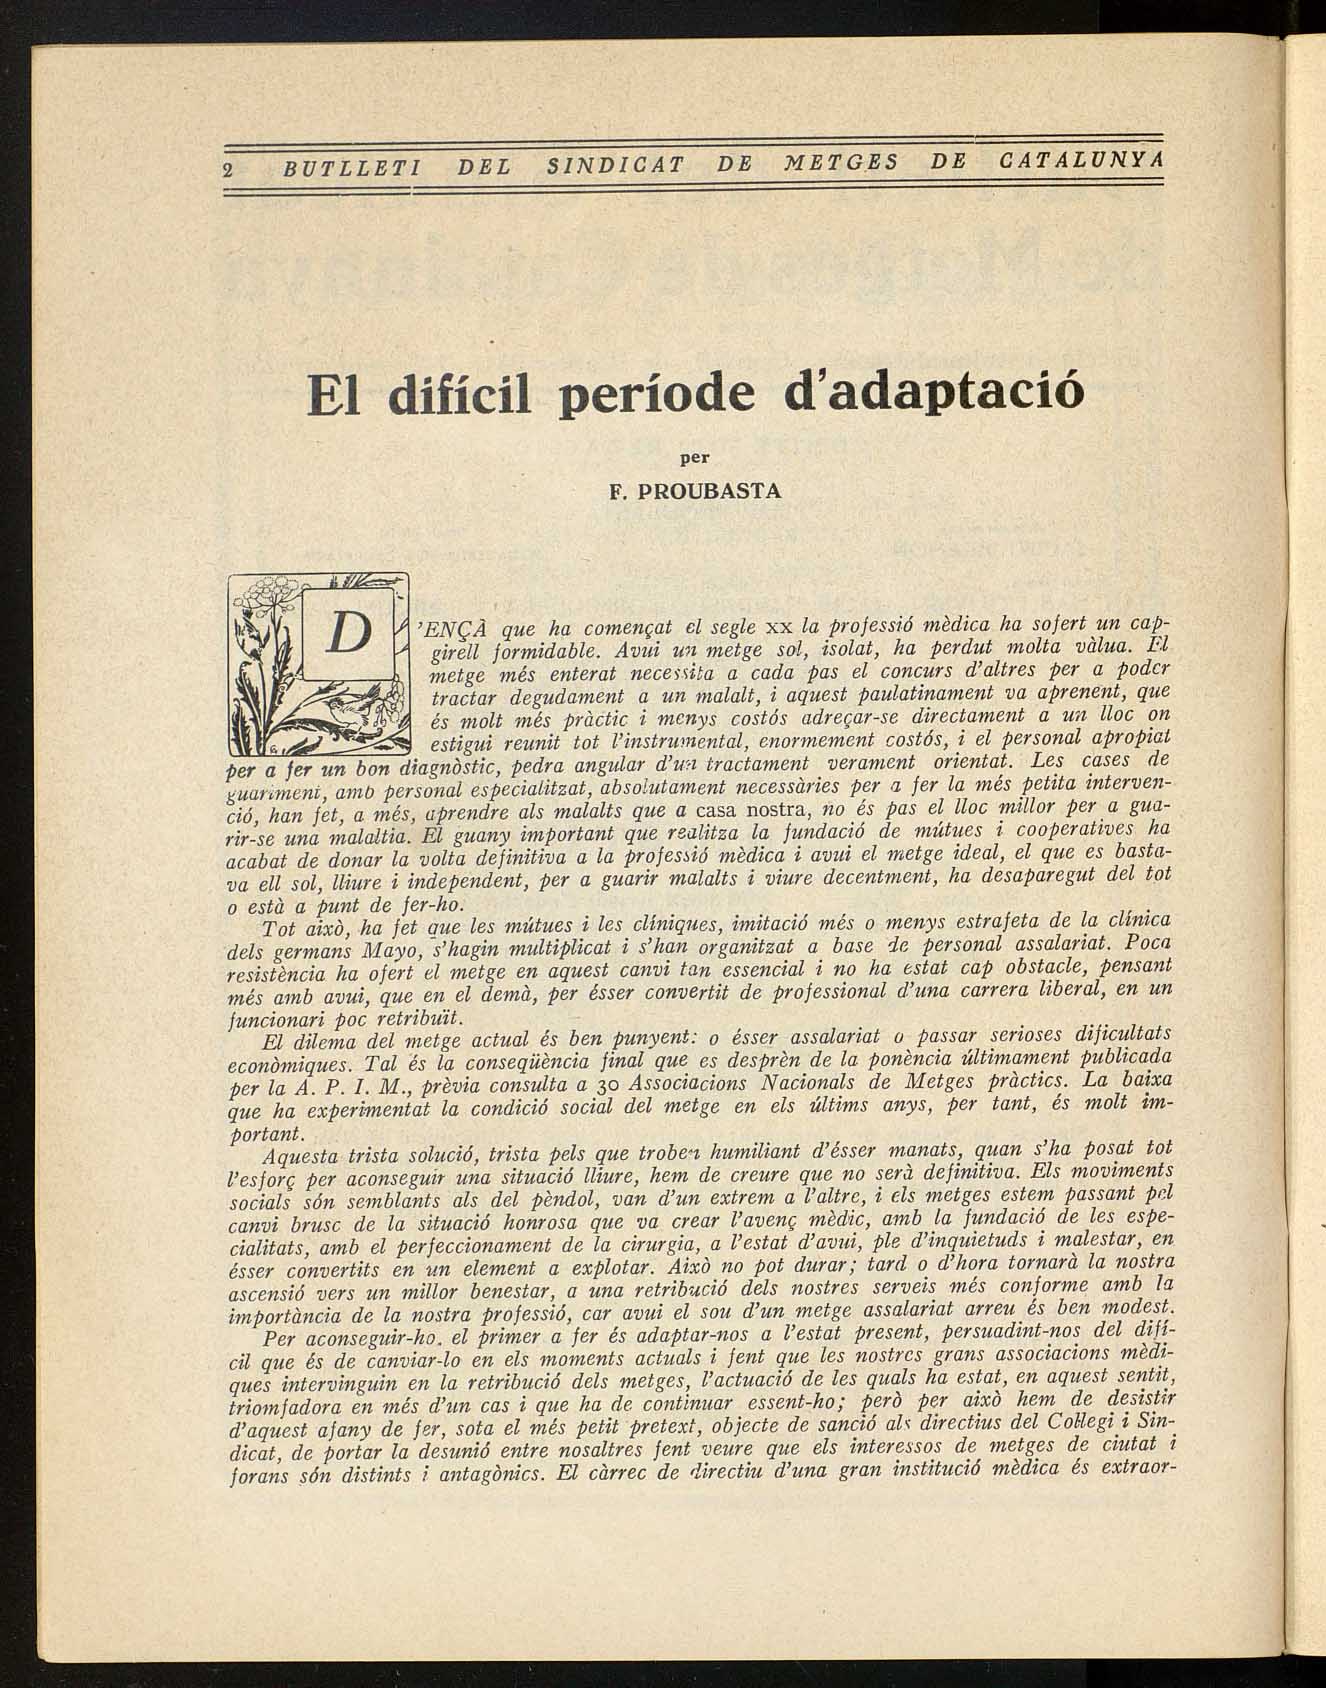 2 BUTLLETI DEL SINDICAT DE METGES DE CATALUNYA
El difícil període d'adaptació
per
F. PROUBASTA
D'ENÇÀ que ha començat el segle XX la professió mèdica ha sofert un cap-
girell formidable. Avui un metge sol, isolat, ha perdut molta vàlua. El
metge més enterat necessita a cada pas el concurs d'altres per a poder
tractar degudament a un malalt, i aquest paulatinament va aprenent, que
és molt més pràctic i menys costós adreçar-se directament a un lloc on
estigui reunit tot l'instrumental, enormement costós, i el personal apropiat
per a fer un bon diagnòstic, pedra angular d'un tractament verament orientat. Les cases de
guariment, amb personal especialitzat, absolutament necessàries per a fer la més petita interven-
ció, han fet, a més, aprendre als malalts que a casa nostra, no és pas el lloc millor per a gua-
rir-se una malaltia. El guany important que realitza la fundació de mútues i cooperatives ha
acabat de donar la volta definitiva a la professió mèdica i avui el metge ideal, el que es basta-
va ell sol, lliure i independent, per a guarir malalts i viure decentment, ha desaparegut del tot
o està a punt de fer-ho.
Tot això, ha fet que les mútues i les clíniques, imitació més o menys estrafeta de la clínica
dels germans Mayo, s'hagin multiplicat i s'han organitzat a base de personal assalariat. Poca
resistència ha ofert el metge en aquest canvi tan essencial i no ha estat cap obstacle, pensant
més amb avui, que en el demà, per ésser convertit de professional d'una carrera liberal, en un
funcionari poc retribuït.
El dilema del metge actual és ben punyent: o ésser assalariat o passar serioses dificultats
econòmiques. Tal és la conseqüència final que es desprèn de la ponència últimament publicada
per la A. P. I. M., prèvia consulta a 30 Associacions Nacionals de Metges pràctics. La baixa
que ha experimentat la condició social del metge en els últims anys, per tant, és molt im-
portant.
Aquesta trista solució, trista pels que troben humiliant d'ésser manats, quan s'ha posat tot
l'esforç per aconseguir una situació lliure, hem de creure que no serà definitiva. Els moviments
socials són semblants als del pèndol, van d'un extrem a l'altre, i els metges estem passant pel
canvi brusc de la situació honrosa que va crear l'avenç mèdic, amb la fundació de les espe-
cialitats, amb el perfeccionament de la cirurgia, a l'estat d'avui, ple d'inquietuds i malestar, en
ésser convertits en un element a explotar. Això no pot durar; tard o d'hora tornarà la nostra
ascensió vers un millor benestar, a una retribució dels nostres serveis més conforme amb la
importància de la nostra professió, car avui el sou d'un metge assalariat arreu és ben modest.
Per aconseguir-ho. el primer a fer és adaptar-nos a l'estat present, persuadint-nos del difí-
cil que és de canviar-lo en els moments actuals i fent que les nostres grans associacions mèdi-
ques intervinguin en la retribució dels metges, l'actuació de les quals ha estat, en aquest sentit,
triomfadora en més d'un cas i que ha de continuar essent-ho; però per això hem de desistir
d'aquest afany de fer, sota el més petit pretext, objecte de sanció als directius del Col·legi i Sin-
dicat, de portar la desunió entre nosaltres fent veure que els interessos de metges de ciutat i
forans són distints i antagònics. El càrrec de directiu d'una gran institució mèdica és extraor-